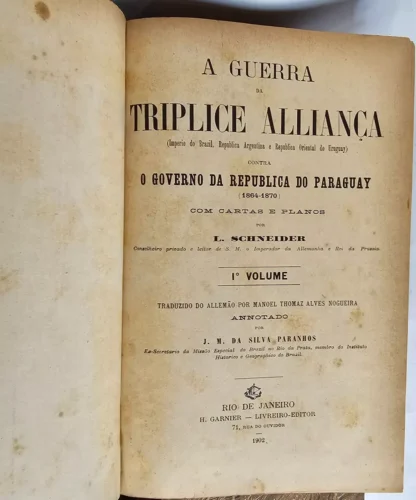 A GUERRA
DA
TRIPLICE ALLIANÇA
(Imperio do Brazil, Republica Argentina e Republica Oriental do Uruguay)
CONTRA
O GOVERNO DA REPUBLICA DO PARAGUAY
(1864-1870)
COM CARTAS E PLANOS
POR
L. SCHNEIDER
Conselheiro privado e leitor de S. M. o Imperador da Allemanha e Rei da Prussia.
Iº VOLUME
TRADUZIDO DO ALLEMÃO POR MANOEL THOMAZ ALVES NOGUEIRA
ANNOTADO
POR
J. M. DA SILVA PARANHOS
Ex-Secretario da Missão Especial do Brazil no Rio da Prata, membro do Instituto
Historico e Geographico do Brazil.
RIO DE JANEIRO
H. GARNIER — LIVREIRO-EDITOR
71, RUA DO OUVIDOR
1902